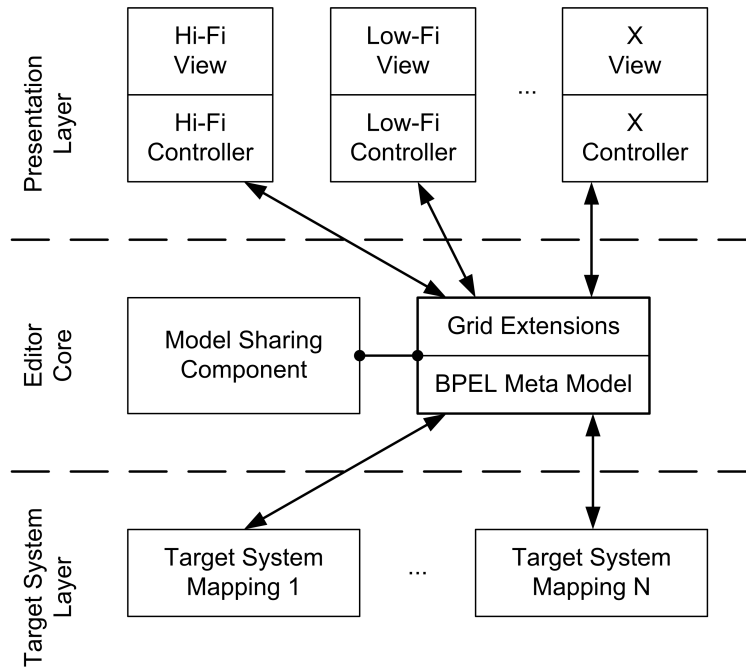 Presentation
Layer
Hi-Fi
View
Hi-Fi
Controller
Low-Fi
View
Low-Fi
Controller
...
X
View
X
Controller
Editor
Core
Model Sharing
Component
Grid Extensions
BPEL Meta Model
Target System
Layer
Target System
Mapping 1
...
Target System
Mapping N